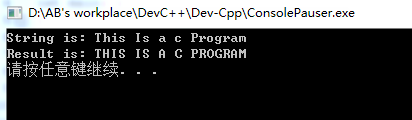 D:\AB's workplace\DevC++\Dev-Cpp\ConsolePauser.exe
String is: This Is a c Program
Result is: THIS IS A C PROGRAM
请按任意键继续. . .